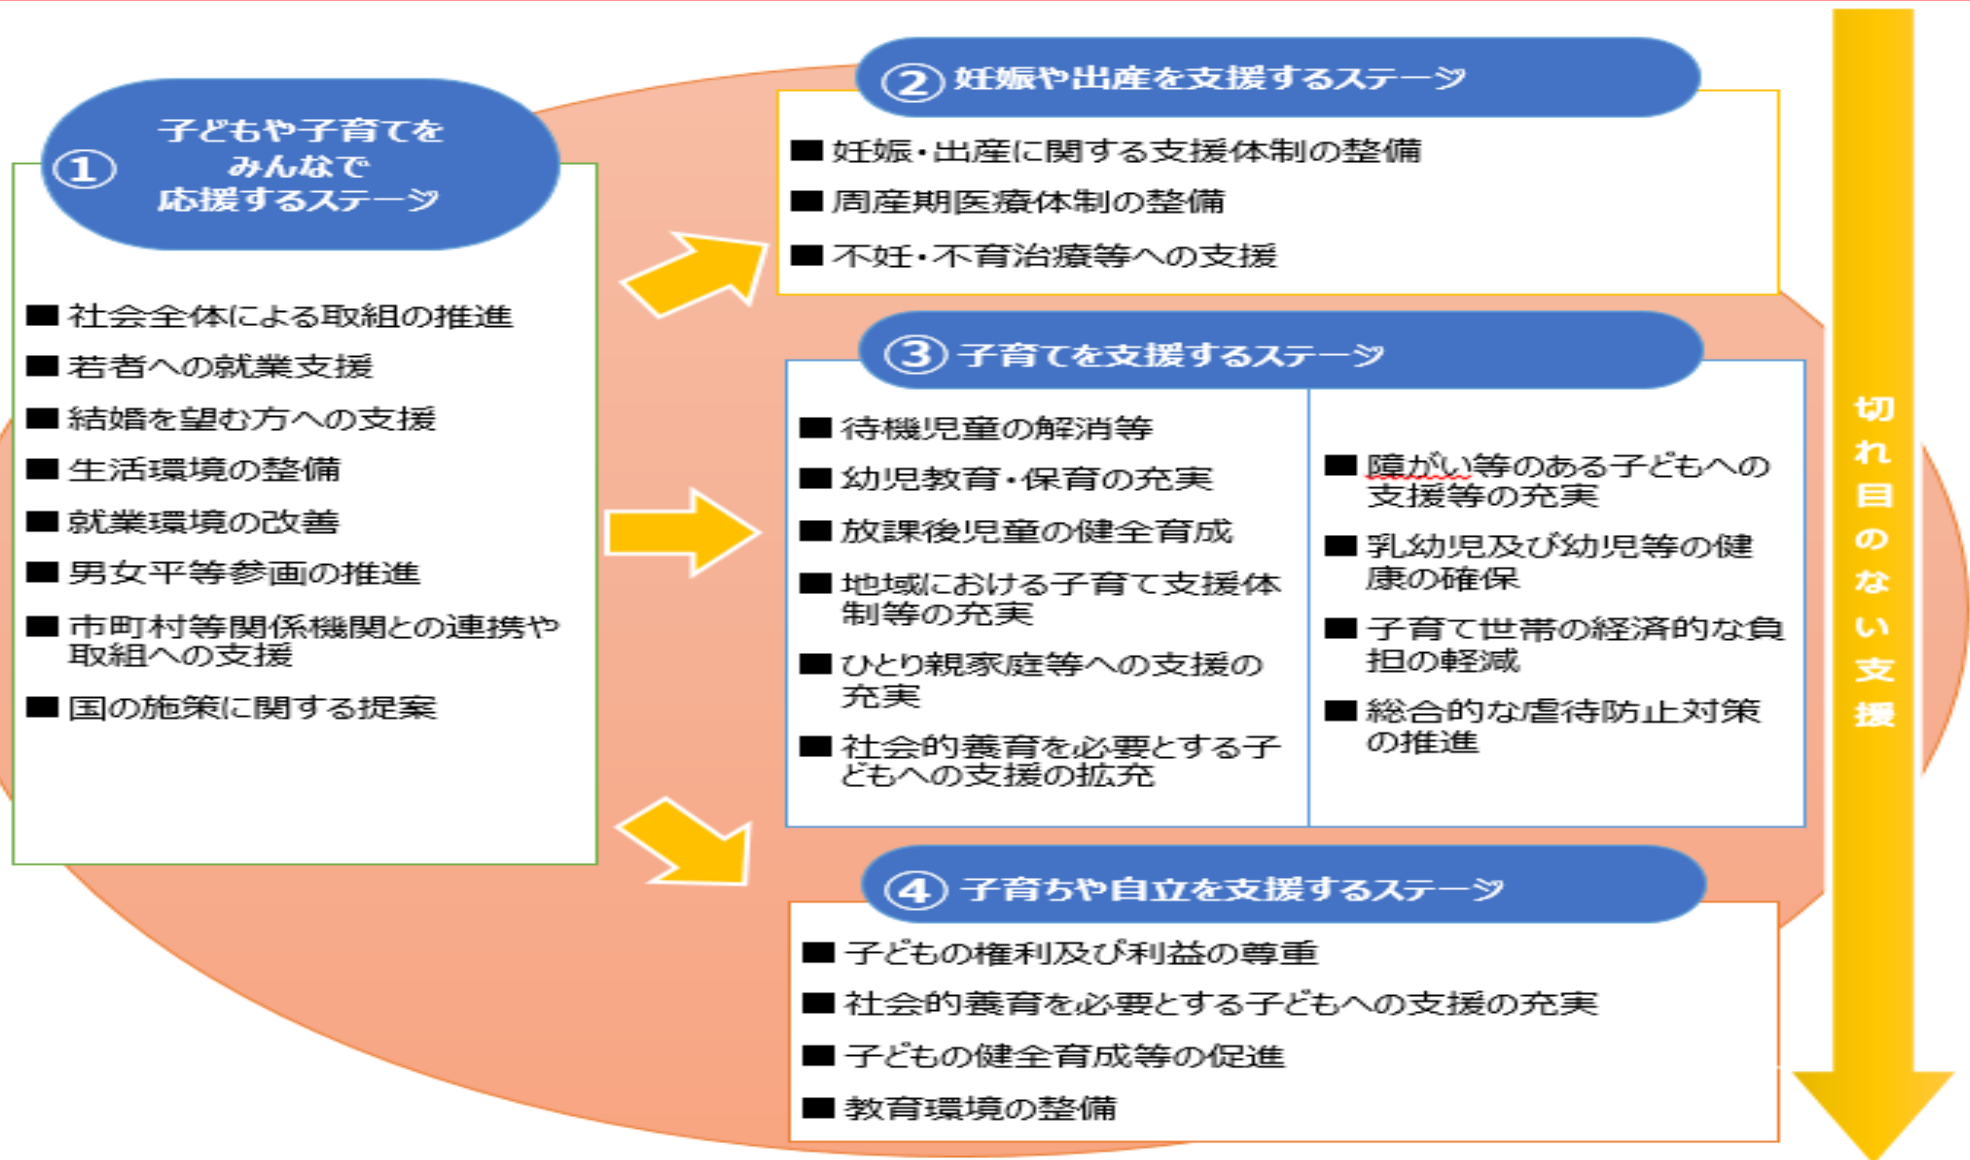 ① 子どもや子育てを
みんなで
応援するステージ
■ 社会全体による取組の推進
■ 若者への就業支援
■ 結婚を望む方への支援
■ 生活環境の整備
■ 就業環境の改善
■ 男女平等参画の推進
■ 市町村等関係機関との連携や
取組への支援
■ 国の施策に関する提案
② 妊娠や出産を支援するステージ
■ 妊娠・出産に関する支援体制の整備
■ 周産期医療体制の整備
■ 不妊・不育治療等への支援
③ 子育てを支援するステージ
■ 待機児童の解消等
■ 幼児教育・保育の充実
■ 放課後児童の健全育成
■ 地域における子育て支援体
制等の充実
■ ひとり親家庭等への支援の
充実
■ 社会的養育を必要とする子
どもへの支援の拡充
■ 障がい等のある子どもへの
支援等の充実
■ 乳幼児及び幼児等の健
康の確保
■ 子育て世帯の経済的な負
担の軽減
■ 総合的な虐待防止対策
の推進
④ 子育ちや自立を支援するステージ
■ 子どもの権利及び利益の尊重
■ 社会的養育を必要とする子どもへの支援の充実
■ 子どもの健全育成等の促進
■ 教育環境の整備
切れ目のない支援